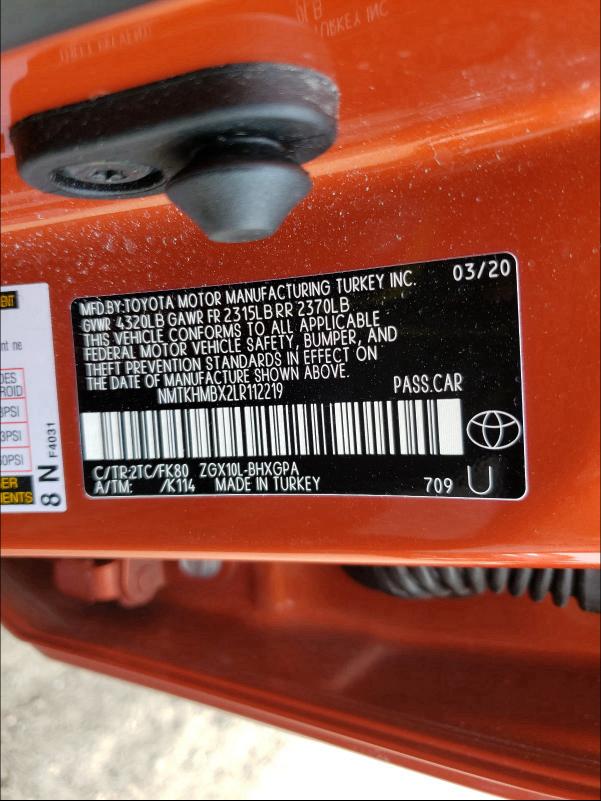 MFD.BY:TOYOTA MOTOR MANUFACTURING TURKEY INC. 03/20
GVWR 4320LB GAWR FR 2315LB RR 2370LB
THIS VEHICLE CONFORMS TO ALL APPLICABLE
FEDERAL MOTOR VEHICLE SAFETY, BUMPER, AND
THEFT PREVENTION STANDARDS IN EFFECT ON THE
DATE OF MANUFACTURE SHOWN ABOVE.
NMTKHMBX2LR112219 PASS.CAR
C/TR:2TC/FK80 ZGX10L-BHXGPA
A/TM: /K114 MADE IN TURKEY 709 U
8 N F4031
PSI